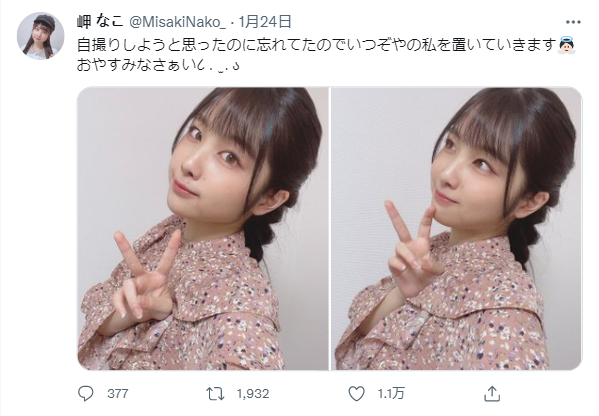 岬 なこ @MisakiNako_ · 1月24日
自撮りしようと思ったのに忘れてたのでいつぞやの私を置いていきます👼🏻
おやすみなさぁい૮ . ̫ . ა
377
1,932
1.1万